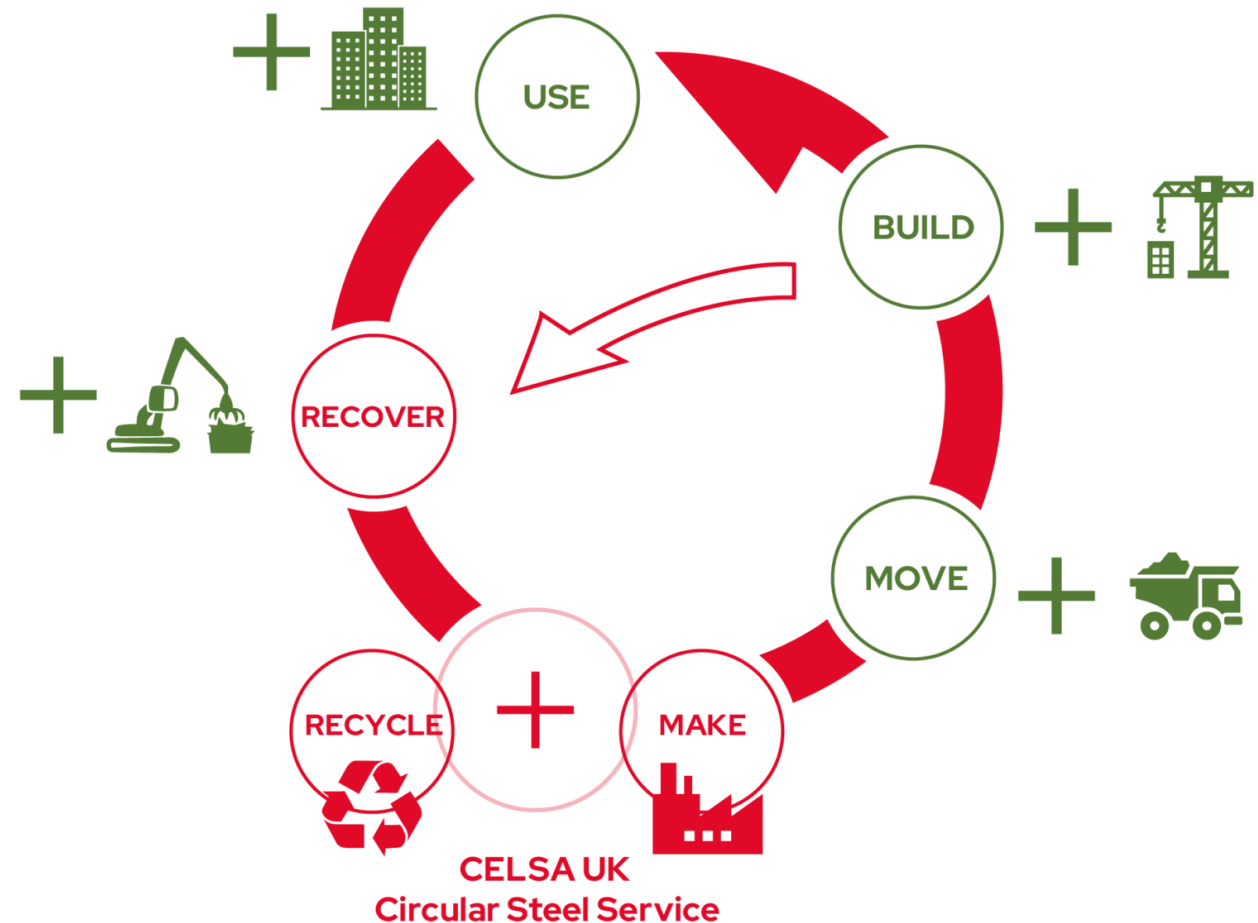 USE
BUILD
RECOVER
MOVE
RECYCLE
MAKE
CELSA UK
Circular Steel Service